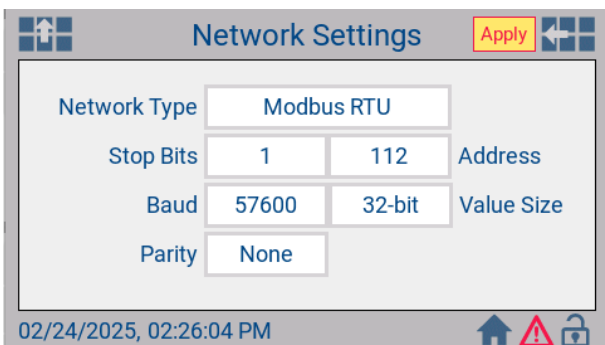 Network Settings Apply
Network Type Modbus RTU
Stop Bits 1 112 Address
Baud 57600 32-bit Value Size
Parity None
02/24/2025, 02:26:04 PM